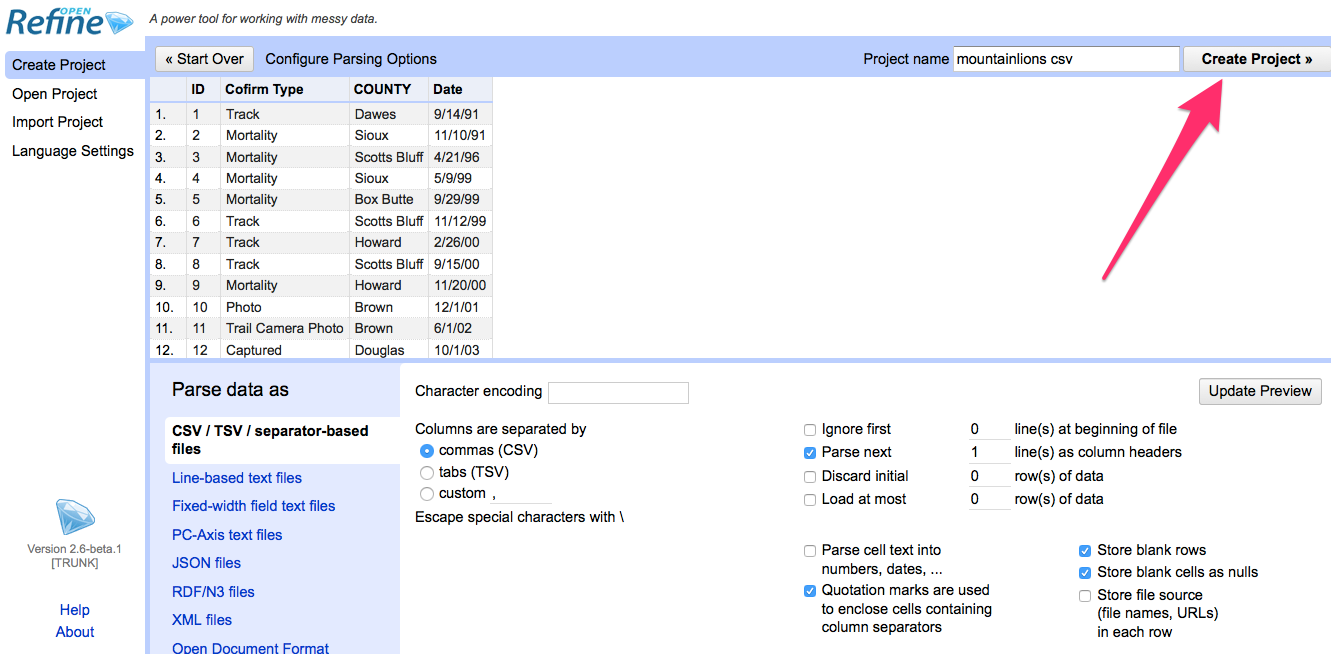 OPEN
Refine
A power tool for working with messy data.
Create Project
Open Project
Import Project
Language Settings
« Start Over Configure Parsing Options Project name mountainlions csv Create Project »
ID Cofirm Type COUNTY Date
1. 1 Track Dawes 9/14/91
2. 2 Mortality Sioux 11/10/91
3. 3 Mortality Scotts Bluff 4/21/96
4. 4 Mortality Sioux 5/9/99
5. 5 Mortality Box Butte 9/29/99
6. 6 Track Scotts Bluff 11/12/99
7. 7 Track Howard 2/26/00
8. 8 Track Scotts Bluff 9/15/00
9. 9 Mortality Howard 11/20/00
10. 10 Photo Brown 12/1/01
11. 11 Trail Camera Photo Brown 6/1/02
12. 12 Captured Douglas 10/1/03
Parse data as
CSV / TSV / separator-based
files
Line-based text files
Fixed-width field text files
PC-Axis text files
JSON files
RDF/N3 files
XML files
Open Document Format
Character encoding
Update Preview
Columns are separated by
commas (CSV)
tabs (TSV)
custom ,
Escape special characters with \
Ignore first 0 line(s) at beginning of file
Parse next 1 line(s) as column headers
Discard initial 0 row(s) of data
Load at most 0 row(s) of data
Parse cell text into
numbers, dates, ...
Quotation marks are used
to enclose cells containing
column separators
Store blank rows
Store blank cells as nulls
Store file source
(file names, URLs)
in each row
Version 2.6-beta.1
[TRUNK]
Help
About